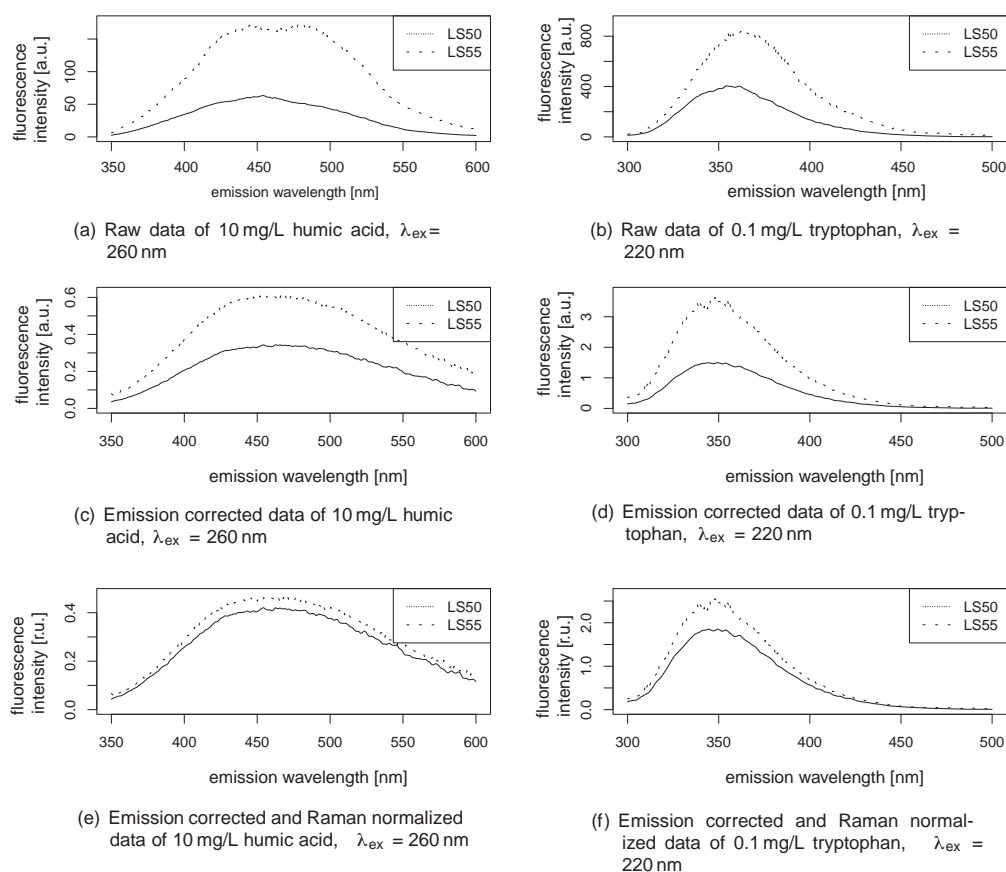 fluorescence
intensity [a.u.]
0 50 150
350 400 450 500 550 600
emission wavelength [nm]
LS50
LS55
(a) Raw data of 10 mg/L humic acid, λex =
260 nm
fluorescence
intensity [a.u.]
0 400 800
300 350 400 450 500
emission wavelength [nm]
LS50
LS55
(b) Raw data of 0.1 mg/L tryptophan, λex =
220 nm
fluorescence
intensity [a.u.]
0.0 0.2 0.4 0.6
350 400 450 500 550 600
emission wavelength [nm]
LS50
LS55
(c) Emission corrected data of 10 mg/L humic
acid, λex = 260 nm
fluorescence
intensity [a.u.]
0 1 2 3
300 350 400 450 500
emission wavelength [nm]
LS50
LS55
(d) Emission corrected data of 0.1 mg/L tryp-
tophan, λex = 220 nm
fluorescence
intensity [r.u.]
0.0 0.2 0.4
350 400 450 500 550 600
emission wavelength [nm]
LS50
LS55
(e) Emission corrected and Raman normalized
data of 10 mg/L humic acid, λex = 260 nm
fluorescence
intensity [r.u.]
0.0 1.0 2.0
300 350 400 450 500
emission wavelength [nm]
LS50
LS55
(f) Emission corrected and Raman normal-
ized data of 0.1 mg/L tryptophan, λex =
220 nm